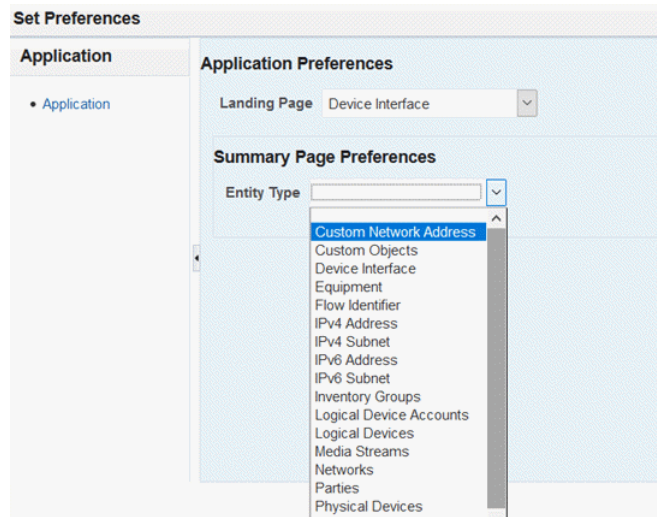 Set Preferences
Application
• Application
Application Preferences
Landing Page Device Interface
Summary Page Preferences
Entity Type
Custom Network Address
Custom Objects
Device Interface
Equipment
Flow Identifier
IPv4 Address
IPv4 Subnet
IPv6 Address
IPv6 Subnet
Inventory Groups
Logical Device Accounts
Logical Devices
Media Streams
Networks
Parties
Physical Devices